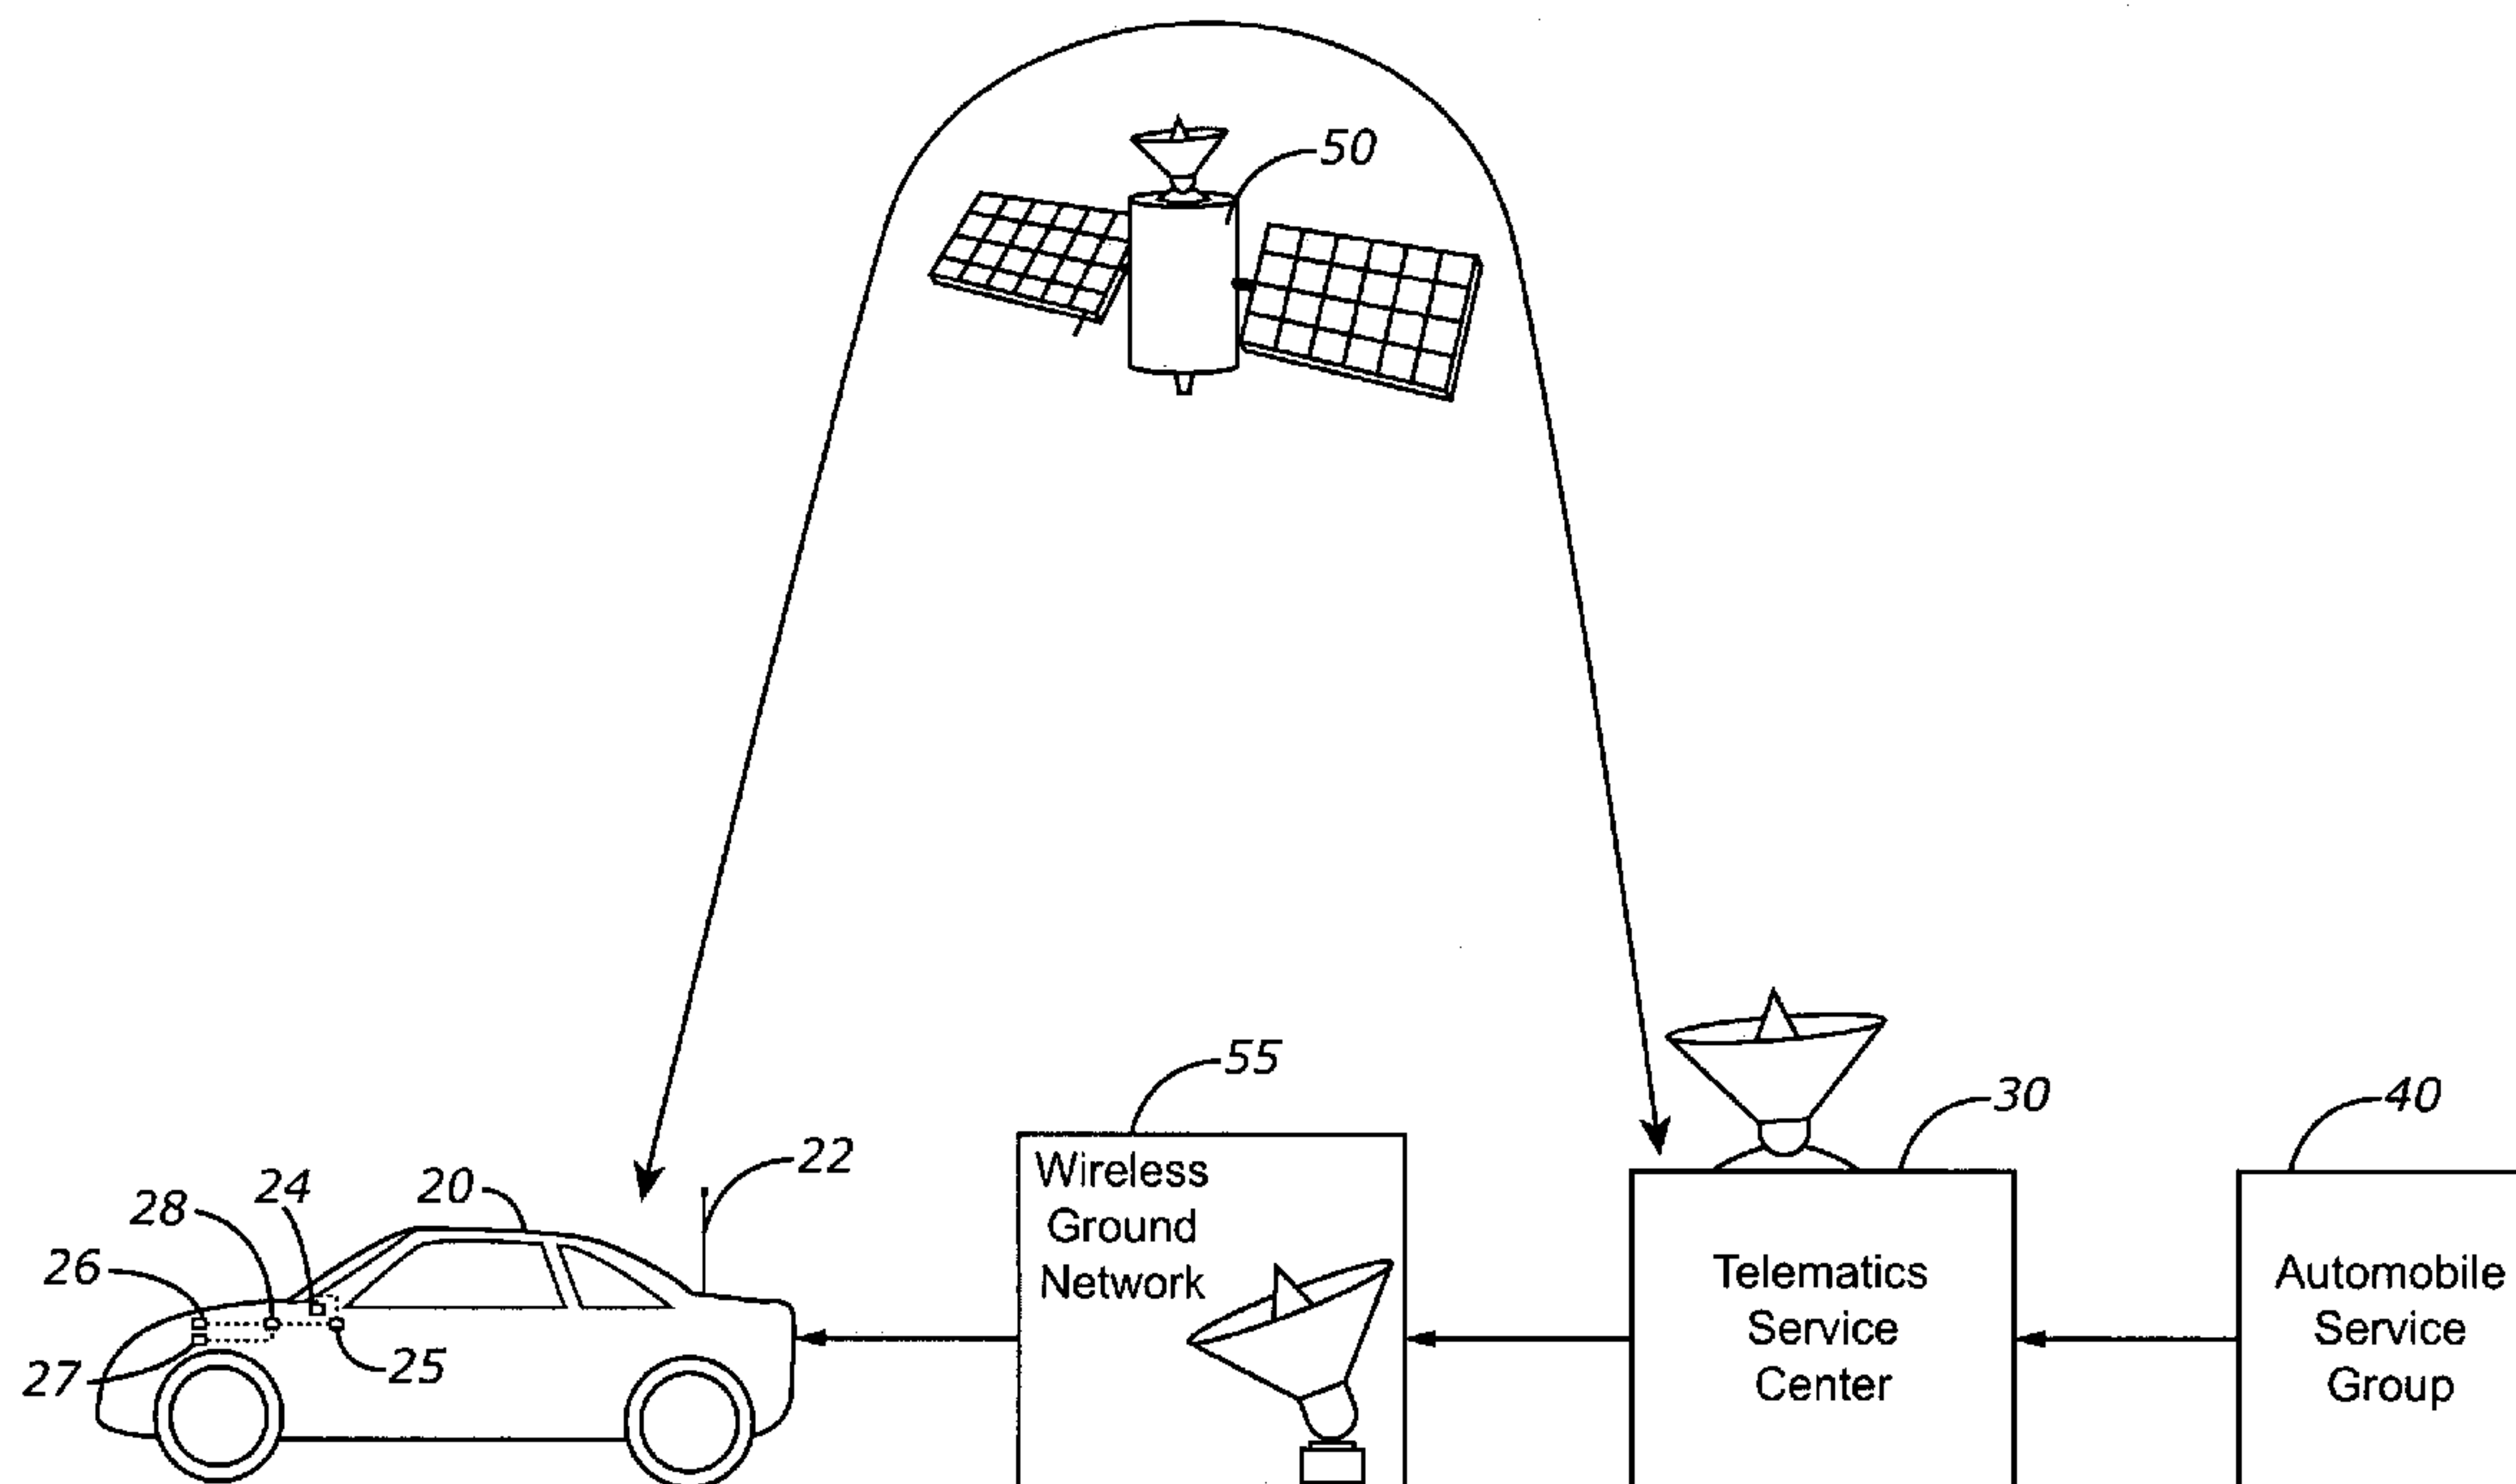 50
55
30
40
22
24
20
28
26
27
25
Wireless
Ground
Network
Telematics
Service
Center
Automobile
Service
Group